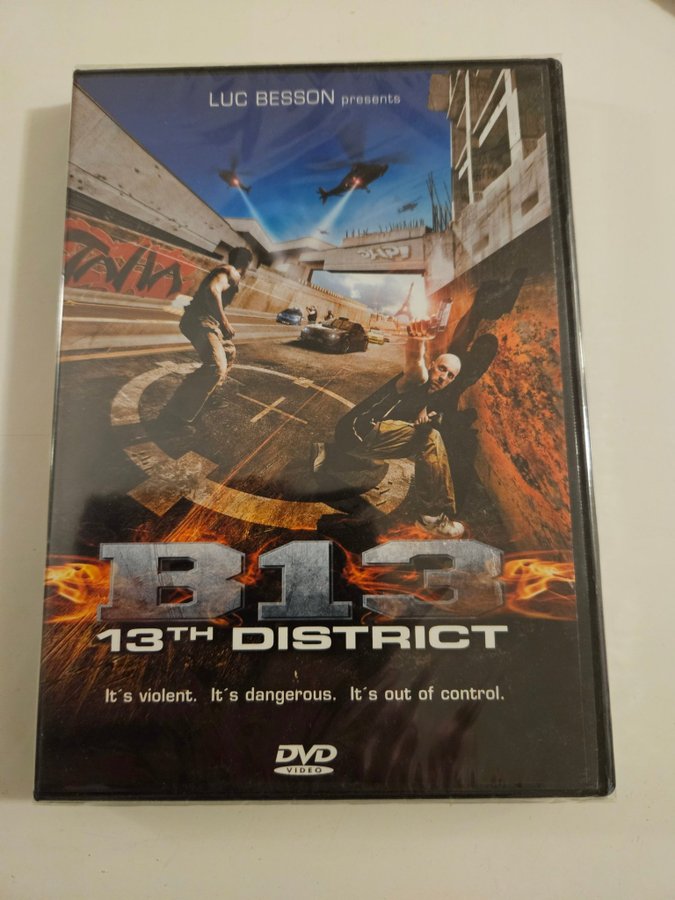 LUC BESSON presents
B13
13TH DISTRICT
It´s violent. It´s dangerous. It´s out of control.
DVD
VIDEO